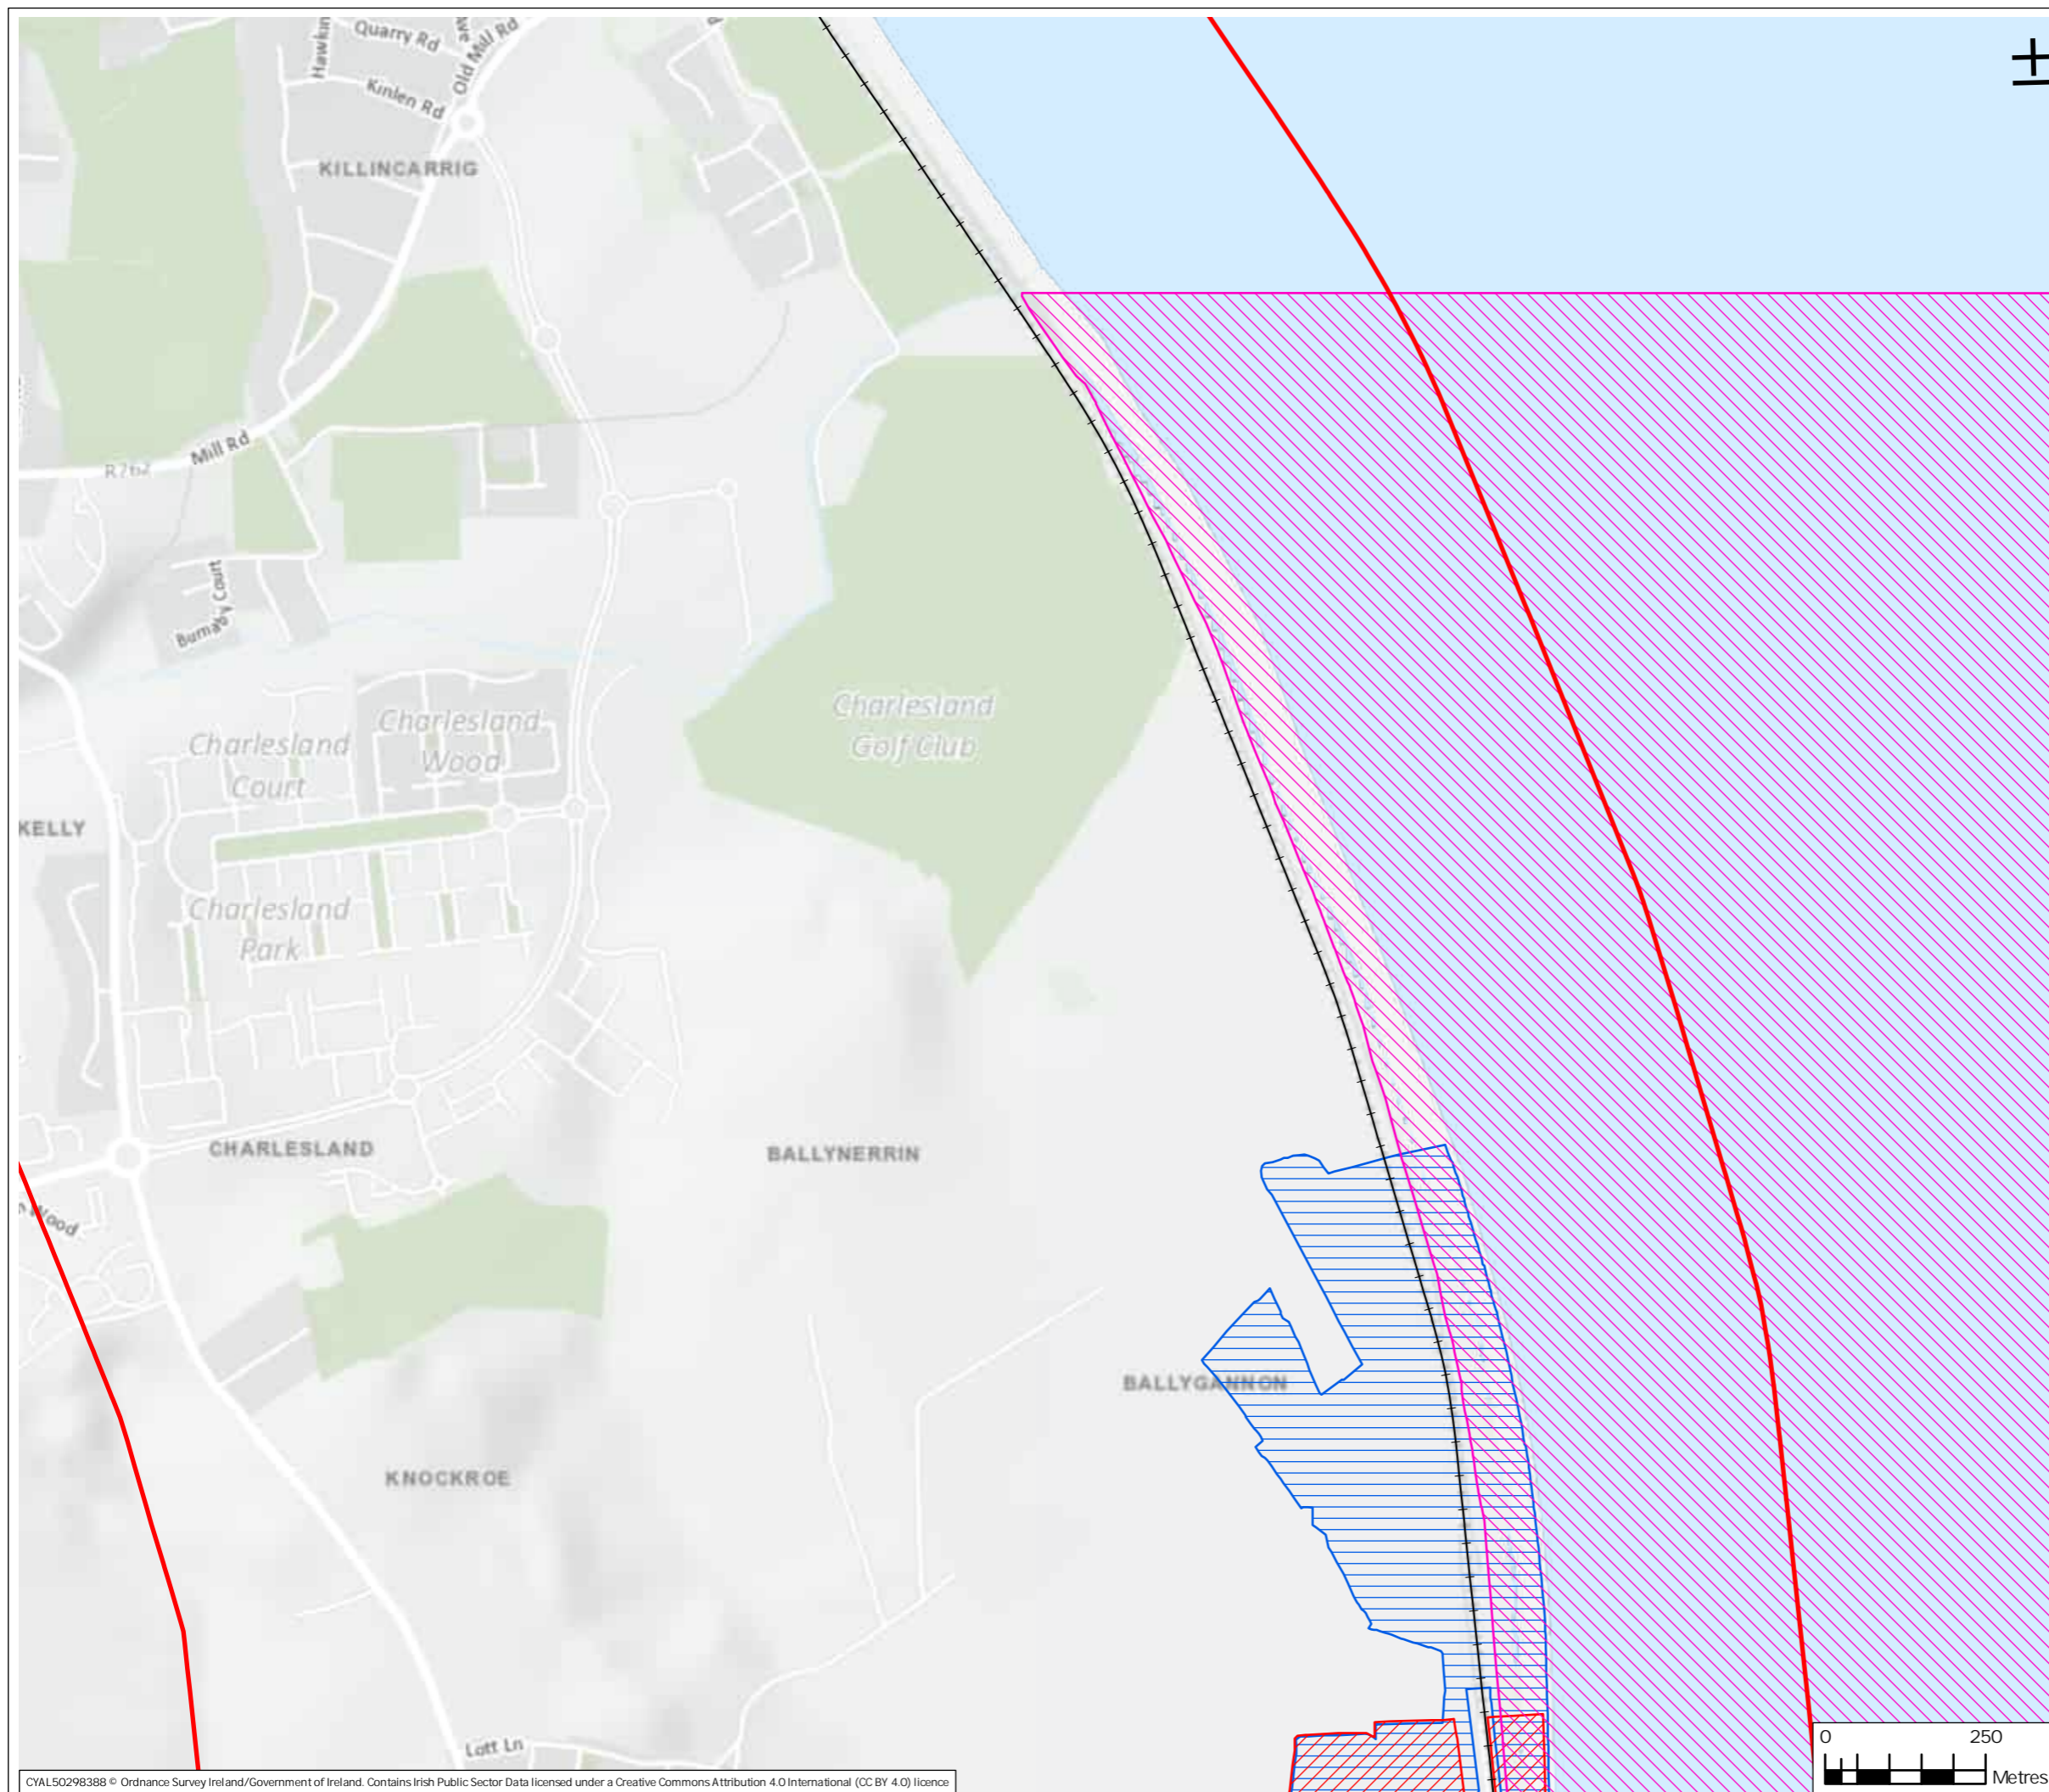 Quarry Rd
Old Mill Rd
Kinlen Rd
KILLINCARRIG
Mill Rd
R762
Burnaby Court
Charlesland
Golf Club
Charlesland
Wood
Charlesland
Court
KELLY
Charlesland
Park
CHARLESLAND
BALLYNERRIN
Wood
BALLYGANNON
KNOCKROE
Lott Ln
0 250
Metres
CYAL50298388 © Ordnance Survey Ireland/Government of Ireland. Contains Irish Public Sector Data licensed under a Creative Commons Attribution 4.0 International (CC BY 4.0) licence